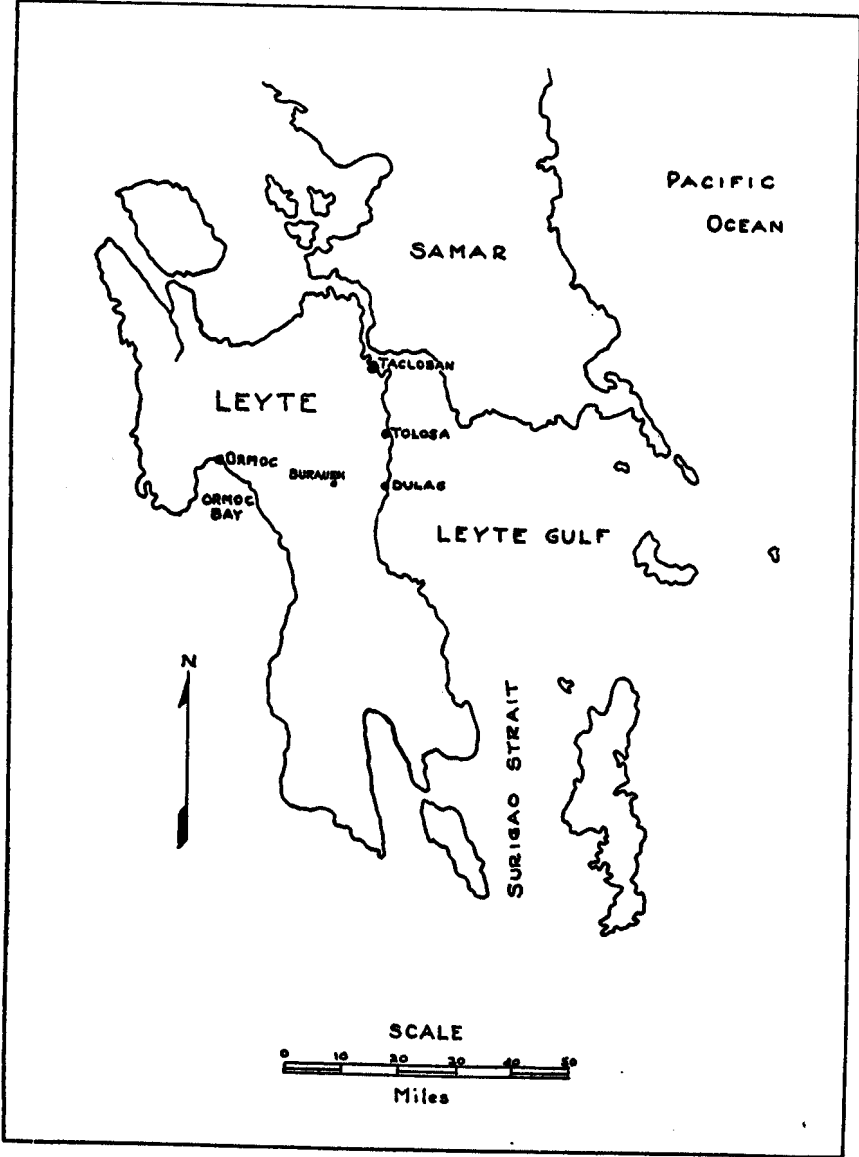 PACIFIC
OCEAN
SAMAR
TACLOBAN
LEYTE
TOLOSA
ORMOC
BURAUEN
DULAG
ORMOC
BAY
LEYTE GULF
N
SURIGAO STRAIT
SCALE
0 10 20 30 40 50
Miles